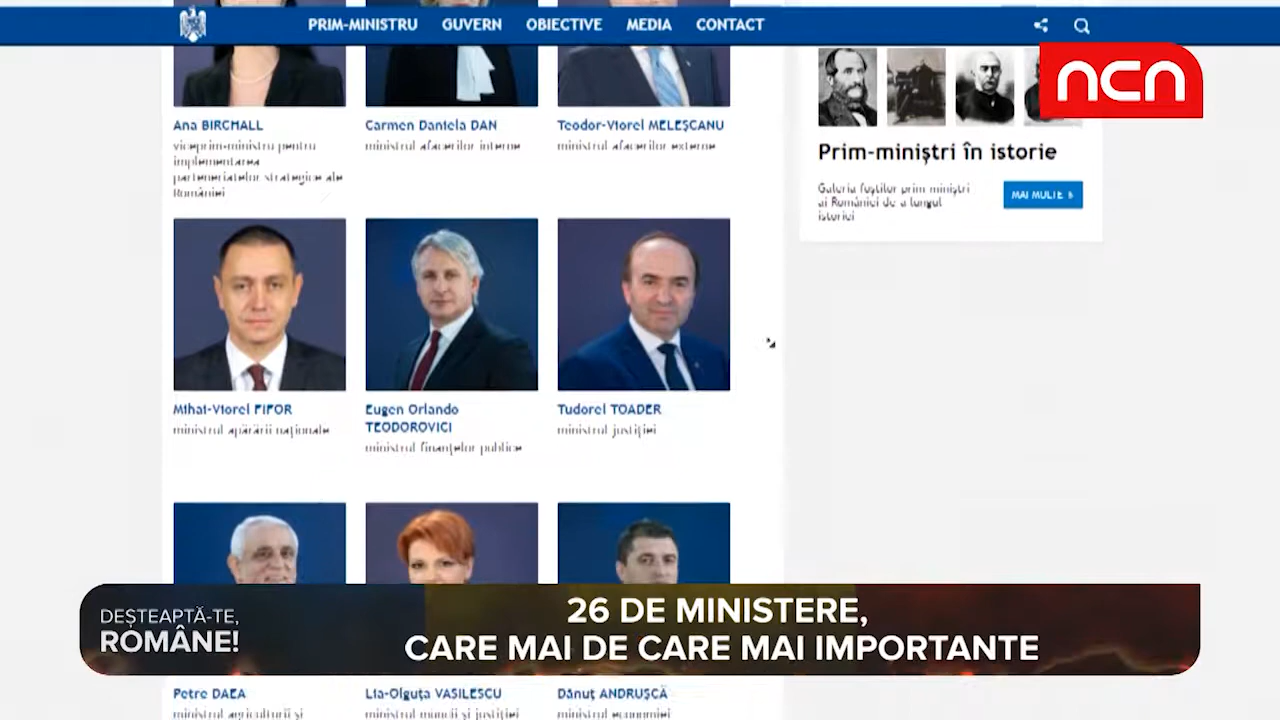 PRIM-MINISTRU GUVERN OBIECTIVE MEDIA CONTACT
ncn
Ana BIRCHALL
viceprim-ministru pentru
implementarea
parteneriatelor strategice ale
României
Carmen Daniela DAN
ministrul afacerilor interne
Teodor-Viorel MELEȘCANU
ministrul afacerilor externe
Prim-miniștri în istorie
Galeria foștilor prim miniștri
ai României de-a lungul
istoriei
MAI MULTE
Mihai-Viorel FIFOR
ministrul apărării naționale
Eugen Orlando
TEODOROVICI
ministrul finanțelor publice
Tudorel TOADER
ministrul justiției
DEȘTEAPTĂ-TE,
ROMÂNE!
26 DE MINISTERE,
CARE MAI DE CARE MAI IMPORTANTE
Petre DAEA
ministrul agriculturii și
Lia-Olguța VASILESCU
ministrul muncii și justiției
Dănuț ANDRUȘCĂ
ministrul economiei